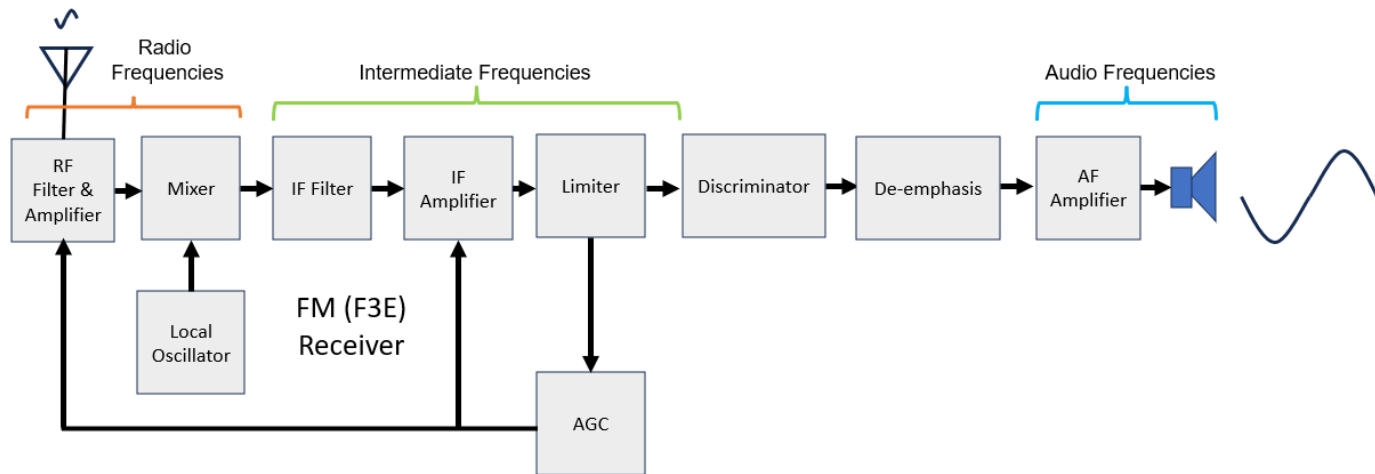 Radio
Frequencies
Intermediate Frequencies
Audio Frequencies
RF
Filter &
Amplifier
Mixer
IF Filter
IF
Amplifier
Limiter
Discriminator
De-emphasis
AF
Amplifier
Local
Oscillator
FM (F3E)
Receiver
AGC